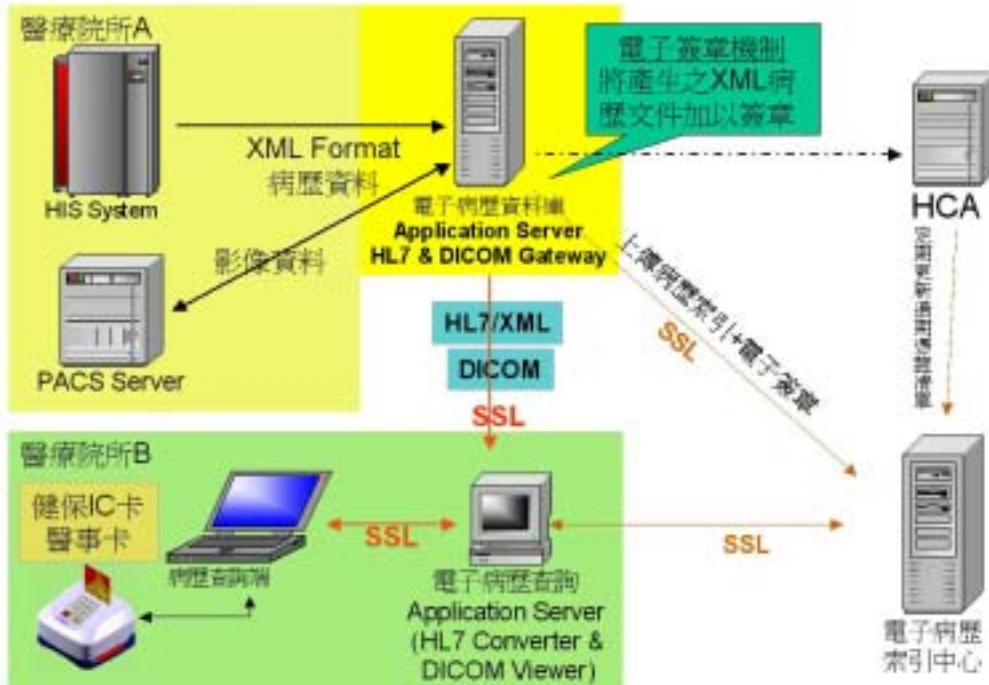 醫療院所A
HIS System
XML Format
病歷資料
影像資料
PACS Server
電子病歷資料庫
Application Server
HL7 & DICOM Gateway
電子簽章機制
將產生之XML病
歷文件加以簽章
HCA
上傳病歷索引+電子簽章
SSL
HL7/XML
DICOM
SSL
醫療院所B
健保IC卡
醫事卡
病歷查詢端
SSL
電子病歷查詢
Application Server
(HL7 Converter &
DICOM Viewer)
SSL
電子病歷
索引中心